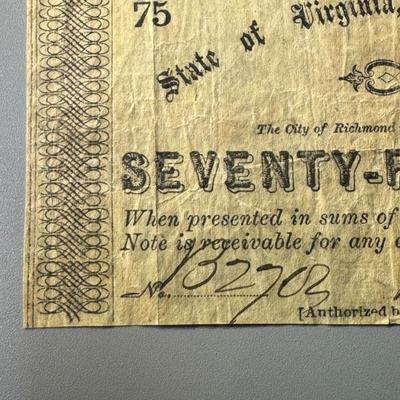 75
State of Virginia,
The City of Richmond
SEVENTY-F
When presented in sums of
Note is receivable for any
No. 132703
[Authorized b